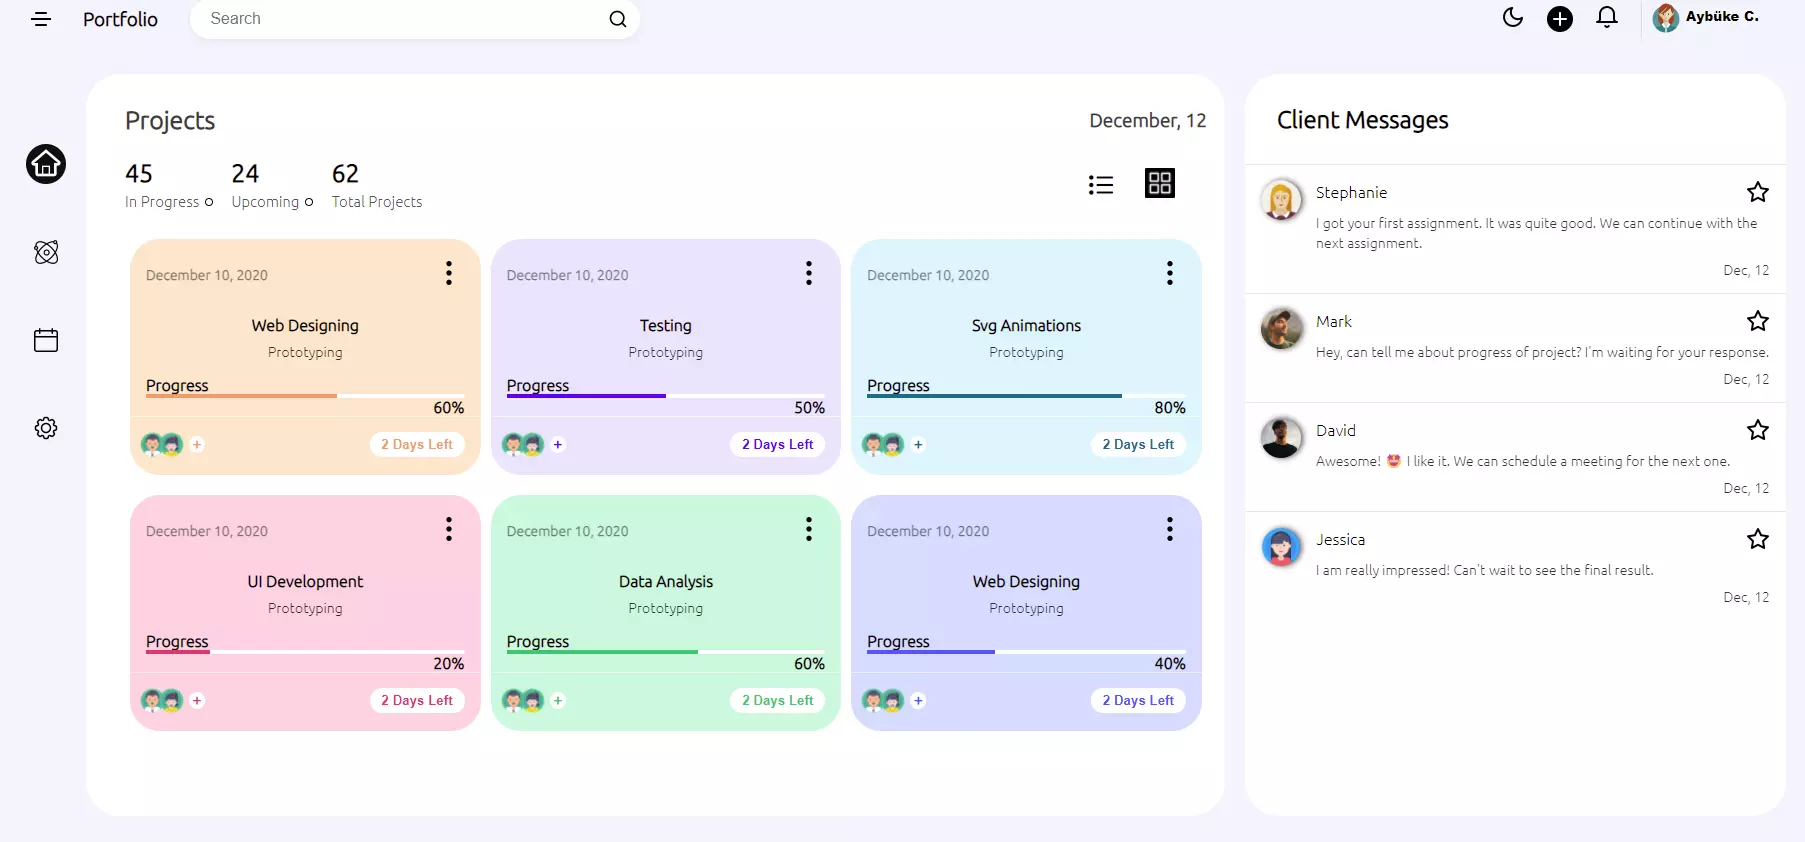 Portfolio
Search
Aybüke C.
Projects
December, 12
45
In Progress
24
Upcoming
62
Total Projects
December 10, 2020
Web Designing
Prototyping
Progress
60%
+
2 Days Left
December 10, 2020
Testing
Prototyping
Progress
50%
+
2 Days Left
December 10, 2020
Svg Animations
Prototyping
Progress
80%
+
2 Days Left
December 10, 2020
UI Development
Prototyping
Progress
20%
+
2 Days Left
December 10, 2020
Data Analysis
Prototyping
Progress
60%
+
2 Days Left
December 10, 2020
Web Designing
Prototyping
Progress
40%
+
2 Days Left
Client Messages
Stephanie
I got your first assignment. It was quite good. We can continue with the
next assignment.
Dec, 12
Mark
Hey, can tell me about progress of project? I'm waiting for your response.
Dec, 12
David
Awesome! 🤩 I like it. We can schedule a meeting for the next one.
Dec, 12
Jessica
I am really impressed! Can't wait to see the final result.
Dec, 12